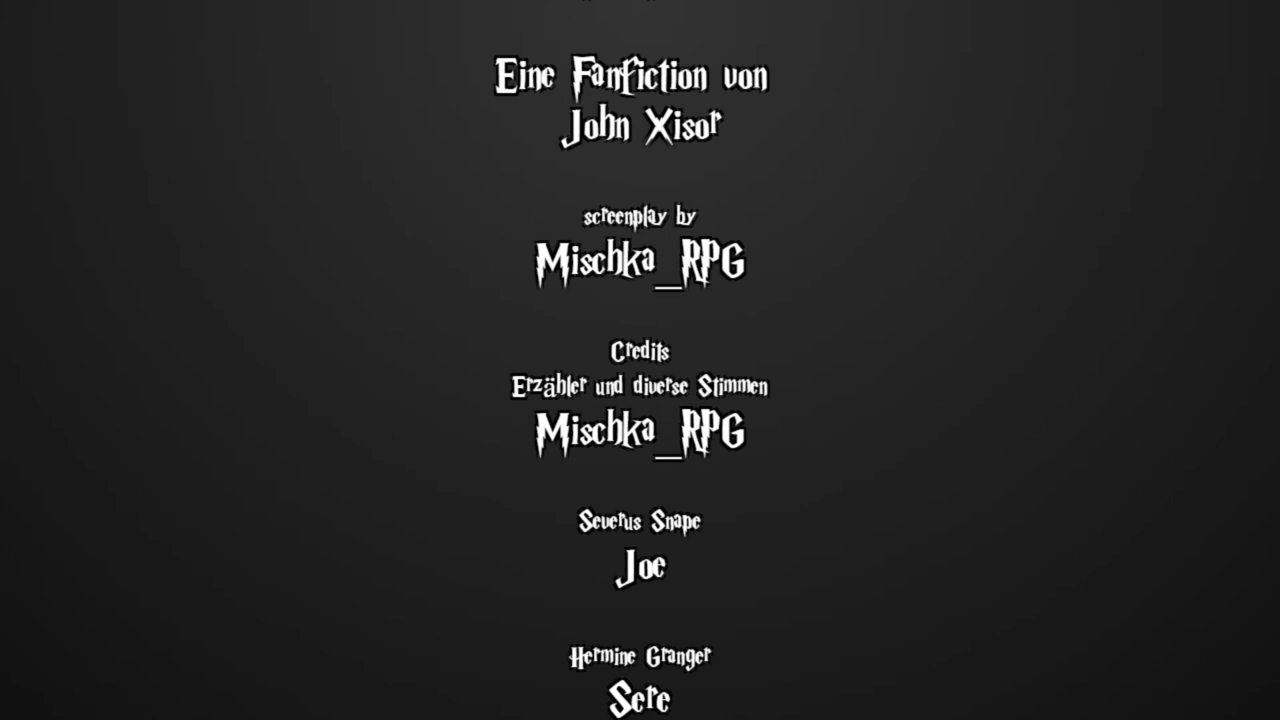 Eine Fanfiction von
John Xisor
screenplay by
Mischka_RPG
Credits
Erzähler und diverse Stimmen
Mischka_RPG
Severus Snape
Joe
Hermine Granger
Sere